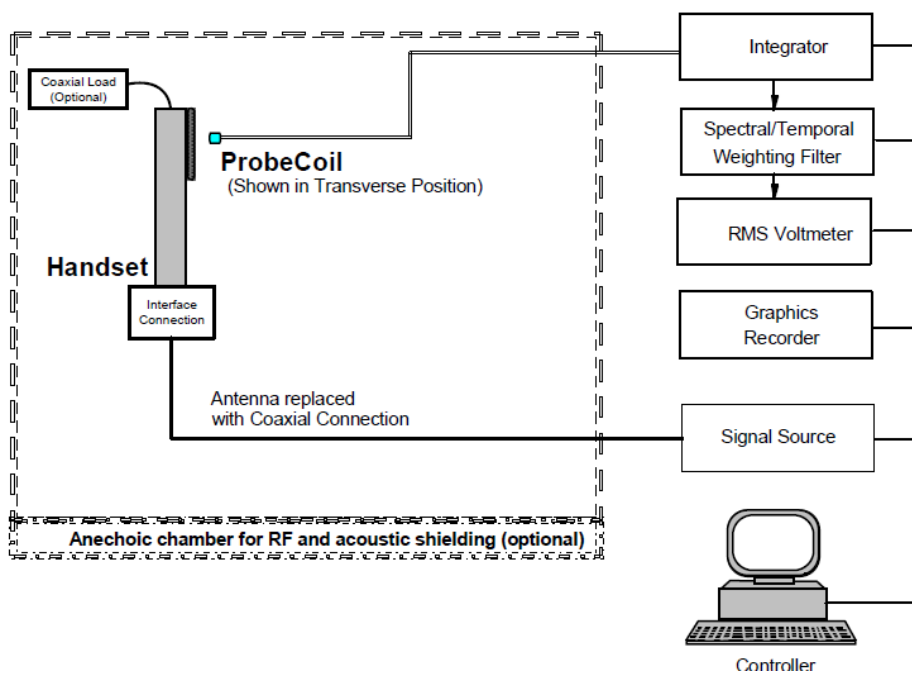 Coaxial Load
(Optional)
ProbeCoil
(Shown in Transverse Position)
Handset
Interface
Connection
Antenna replaced
with Coaxial Connection
Anechoic chamber for RF and acoustic shielding (optional)
Integrator
Spectral/Temporal
Weighting Filter
RMS Voltmeter
Graphics
Recorder
Signal Source
Controller